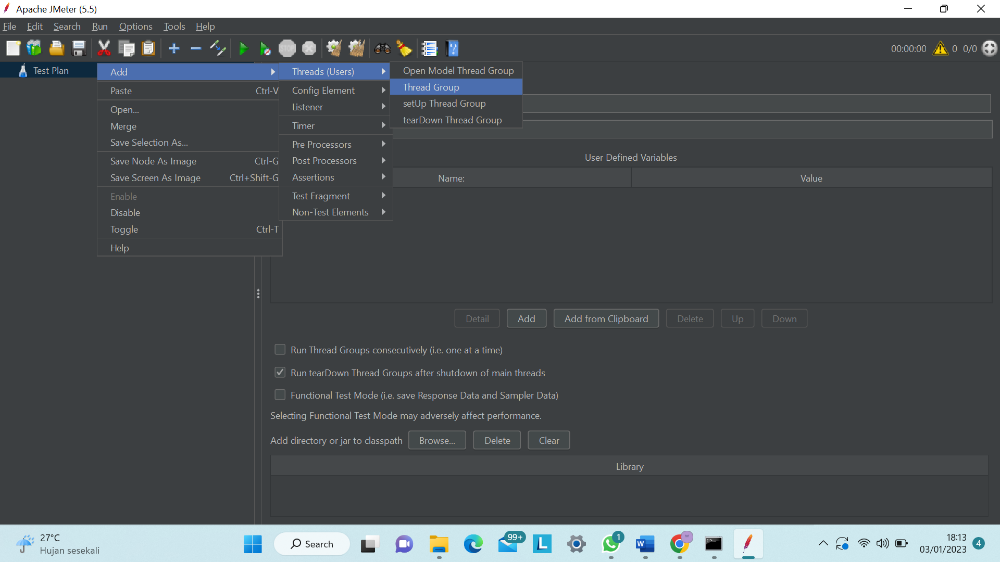 Apache JMeter (5.5)
File Edit Search Run Options Tools Help
STOP
00:00:00 0 0/0
Test Plan
Add
Paste Ctrl-V
Open...
Merge
Save Selection As...
Save Node As Image Ctrl-G
Save Screen As Image Ctrl+Shift-G
Enable
Disable
Toggle Ctrl-T
Help
Threads (Users)
Config Element
Listener
Timer
Pre Processors
Post Processors
Assertions
Test Fragment
Non-Test Elements
Open Model Thread Group
Thread Group
setUp Thread Group
tearDown Thread Group
User Defined Variables
Name: Value
Detail Add Add from Clipboard Delete Up Down
Run Thread Groups consecutively (i.e. one at a time)
Run tearDown Thread Groups after shutdown of main threads
Functional Test Mode (i.e. save Response Data and Sampler Data)
Selecting Functional Test Mode may adversely affect performance.
Add directory or jar to classpath Browse... Delete Clear
Library
27°C
Hujan sesekali
Search
99+
L
1
W
18:13
03/01/2023
4